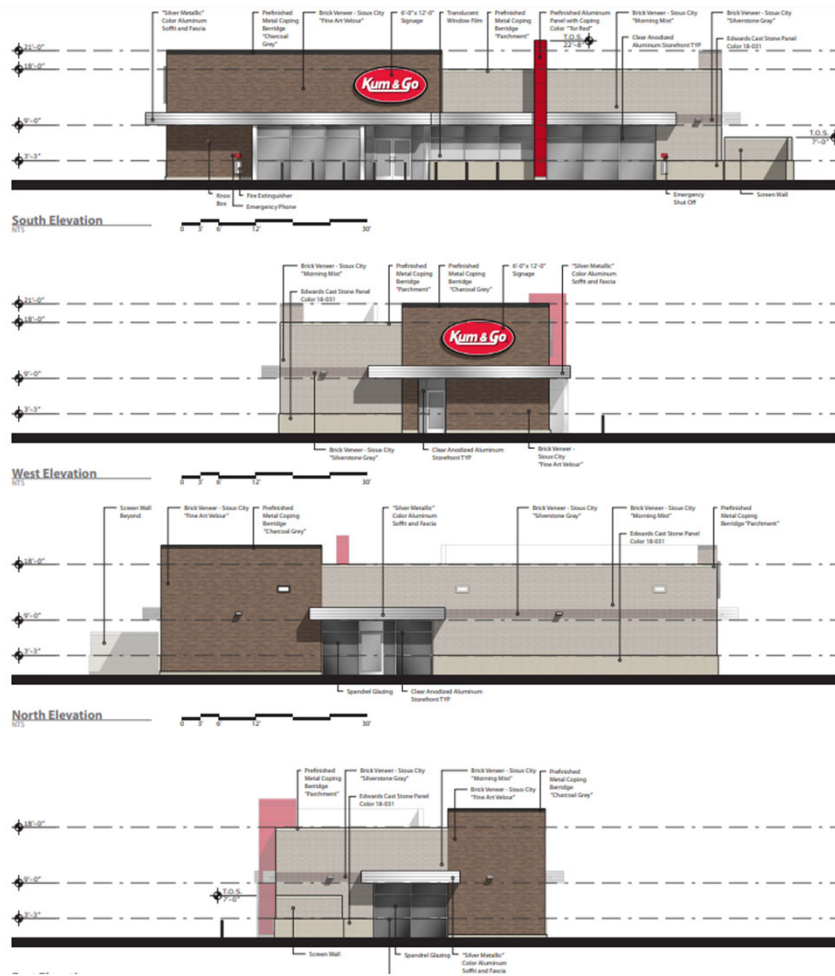 "Silver Metallic"
Color Aluminum
Soffit and Fascia
Prefinished
Metal Coping
Berridge
"Charcoal
Grey"
Brick Veneer - Sioux City
"Fine Art Velour"
6'-0"x 12'-0"
Signage
Translucent
Window Film
Prefinished
Metal Coping
Berridge
"Parchment"
Prefinished Aluminum
Panel with Coping
Color "Tor Red"
T.O.S.
22'-8"
Brick Veneer - Sioux City
"Morning Mist"
Clear Anodized
Aluminum Storefront TYP
Brick Veneer - Sioux City
"Silverstone Gray"
Edwards Cast Stone Panel
Color 18-031
21'-0"
18'-0"
9'-0"
3'-3"
Kum & Go
T.O.S.
7'-0"
Knox
Box
Fire Extinguisher
Emergency Phone
Emergency
Shut Off
Screen Wall
South Elevation
NTS
0 3' 6' 12' 30'
Brick Veneer - Sioux City
"Morning Mist"
Edwards Cast Stone Panel
Color 18-031
Prefinished
Metal Coping
Berridge
"Parchment"
Prefinished
Metal Coping
Berridge
"Charcoal Grey"
6'-0"x 12'-0"
Signage
"Silver Metallic"
Color Aluminum
Soffit and Fascia
21'-0"
18'-0"
9'-0"
3'-3"
Kum & Go
Brick Veneer - Sioux City
"Silverstone Gray"
Clear Anodized Aluminum
Storefront TYP
Brick Veneer -
Sioux City
"Fine Art Velour"
West Elevation
NTS
0 3' 6' 12' 30'
Screen Wall
Beyond
Brick Veneer - Sioux City
"Fine Art Velour"
Prefinished
Metal Coping
Berridge
"Charcoal Grey"
"Silver Metallic"
Color Aluminum
Soffit and Fascia
Brick Veneer - Sioux City
"Silverstone Gray"
Brick Veneer - Sioux City
"Morning Mist"
Edwards Cast Stone Panel
Color 18-031
Prefinished
Metal Coping
Berridge "Parchment"
18'-0"
9'-0"
3'-3"
Spandrel Glazing
Clear Anodized Aluminum
Storefront TYP
North Elevation
NTS
0 3' 6' 12' 30'
Prefinished
Metal Coping
Berridge
"Parchment"
Brick Veneer - Sioux City
"Silverstone Gray"
Edwards Cast Stone Panel
Color 18-031
Brick Veneer - Sioux City
"Morning Mist"
Brick Veneer - Sioux City
"Fine Art Velour"
Prefinished
Metal Coping
Berridge
"Charcoal Grey"
18'-0"
9'-0"
T.O.S.
7'-0"
3'-3"
Screen Wall
Spandrel Glazing
"Silver Metallic"
Color Aluminum
Soffit and Fascia